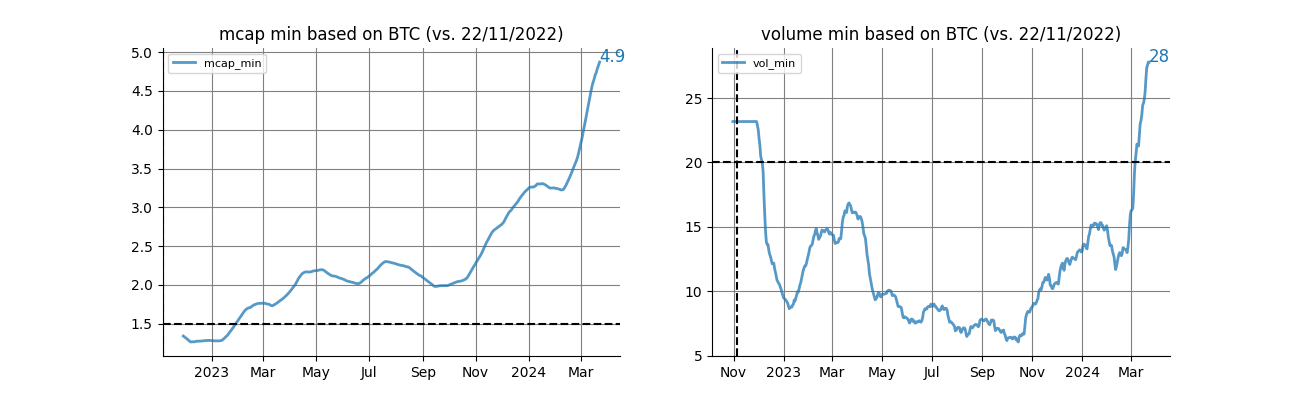 mcap min based on BTC (vs. 22/11/2022)
mcap_min
4.9
5.0
4.5
4.0
3.5
3.0
2.5
2.0
1.5
2023 Mar May Jul Sep Nov 2024 Mar
volume min based on BTC (vs. 22/11/2022)
vol_min
28
25
20
15
10
5
Nov 2023 Mar May Jul Sep Nov 2024 Mar